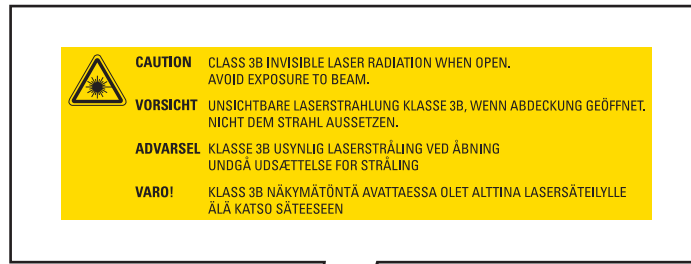 CAUTION CLASS 3B INVISIBLE LASER RADIATION WHEN OPEN.
AVOID EXPOSURE TO BEAM.
VORSICHT UNSICHTBARE LASERSTRAHLUNG KLASSE 3B, WENN ABDECKUNG GEÖFFNET.
NICHT DEM STRAHL AUSSETZEN.
ADVARSEL KLASSE 3B USYNLIG LASERSTRÅLING VED ÅBNING
UNDGÅ UDSÆTTELSE FOR STRÅLING
VARO! KLASS 3B NÄKYMÄTÖNTÄ AVATTAESSA OLET ALTTINA LASERSÄTEILYLLE
ÄLÄ KATSO SÄTEESEEN